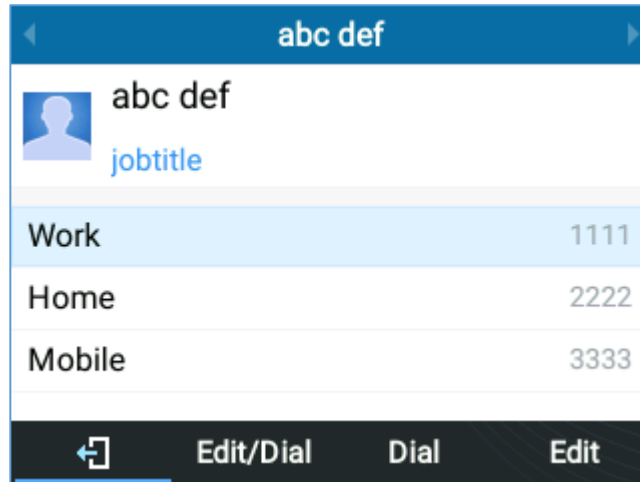 abc def
abc def
jobtitle
Work 1111
Home 2222
Mobile 3333
Edit/Dial Dial Edit